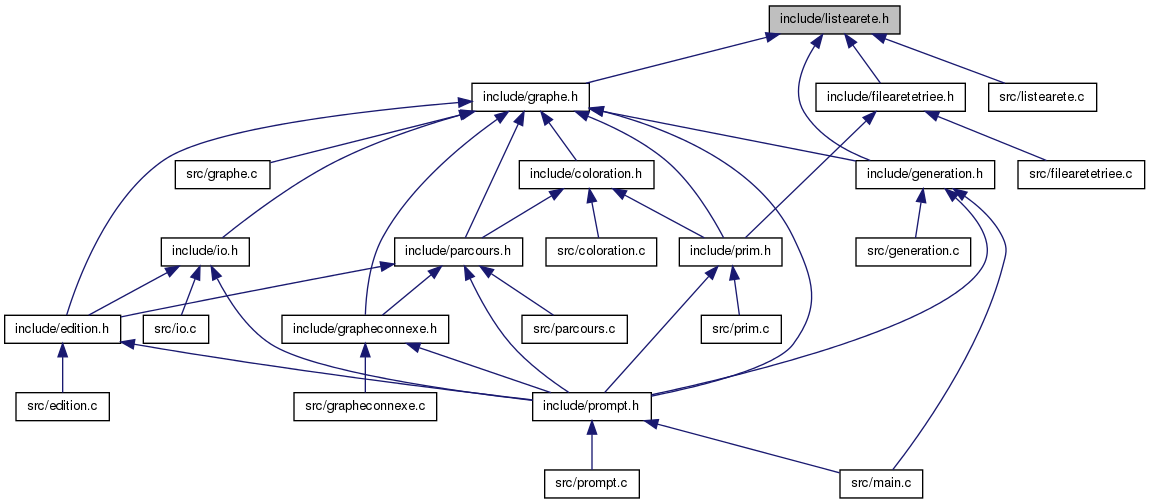 include/listearete.h
include/graphe.h
include/filearetetriee.h
src/listearete.c
src/graphe.c
include/coloration.h
include/generation.h
src/filearetetriee.c
include/io.h
include/parcours.h
src/coloration.c
include/prim.h
src/generation.c
include/edition.h
src/io.c
include/grapheconnexe.h
src/parcours.c
src/prim.c
src/edition.c
src/grapheconnexe.c
include/prompt.h
src/prompt.c
src/main.c